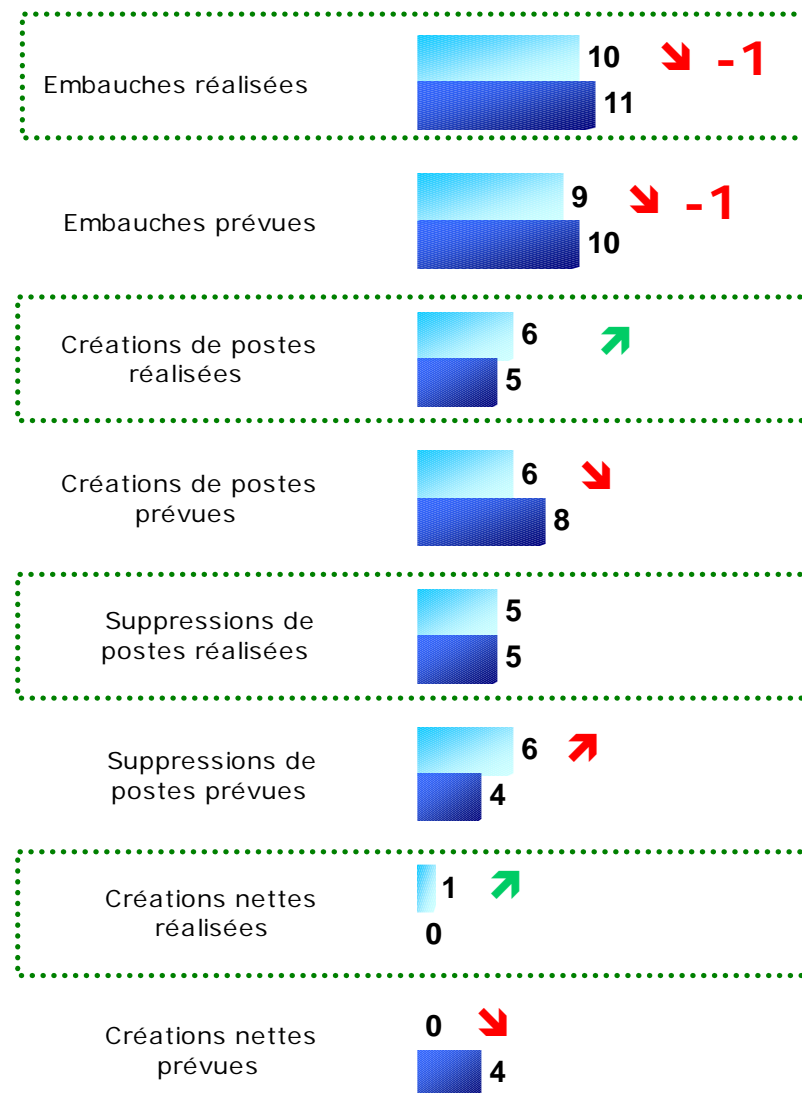 Embauches réalisées
10
-1
11
Embauches prévues
9
-1
10
Créations de postes
réalisées
6
5
Créations de postes
prévues
6
8
Suppressions de
postes réalisées
5
5
Suppressions de
postes prévues
6
4
Créations nettes
réalisées
1
0
Créations nettes
prévues
0
4